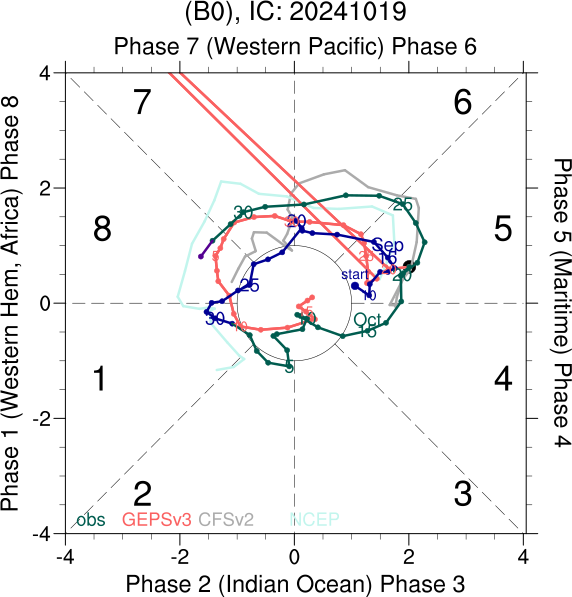 (B0), IC: 20241019
Phase 7 (Western Pacific) Phase 6
Phase 1 (Western Hem, Africa) Phase 8
Phase 5 (Maritime) Phase 4
4
2
0
-2
-4
7
6
8
5
1
4
2
3
30
20
25
Sep
15
20
start
10
25
30
Oct
15
5
obs
GEPSv3
CFSv2
NCEP
-4
-2
0
2
4
Phase 2 (Indian Ocean) Phase 3